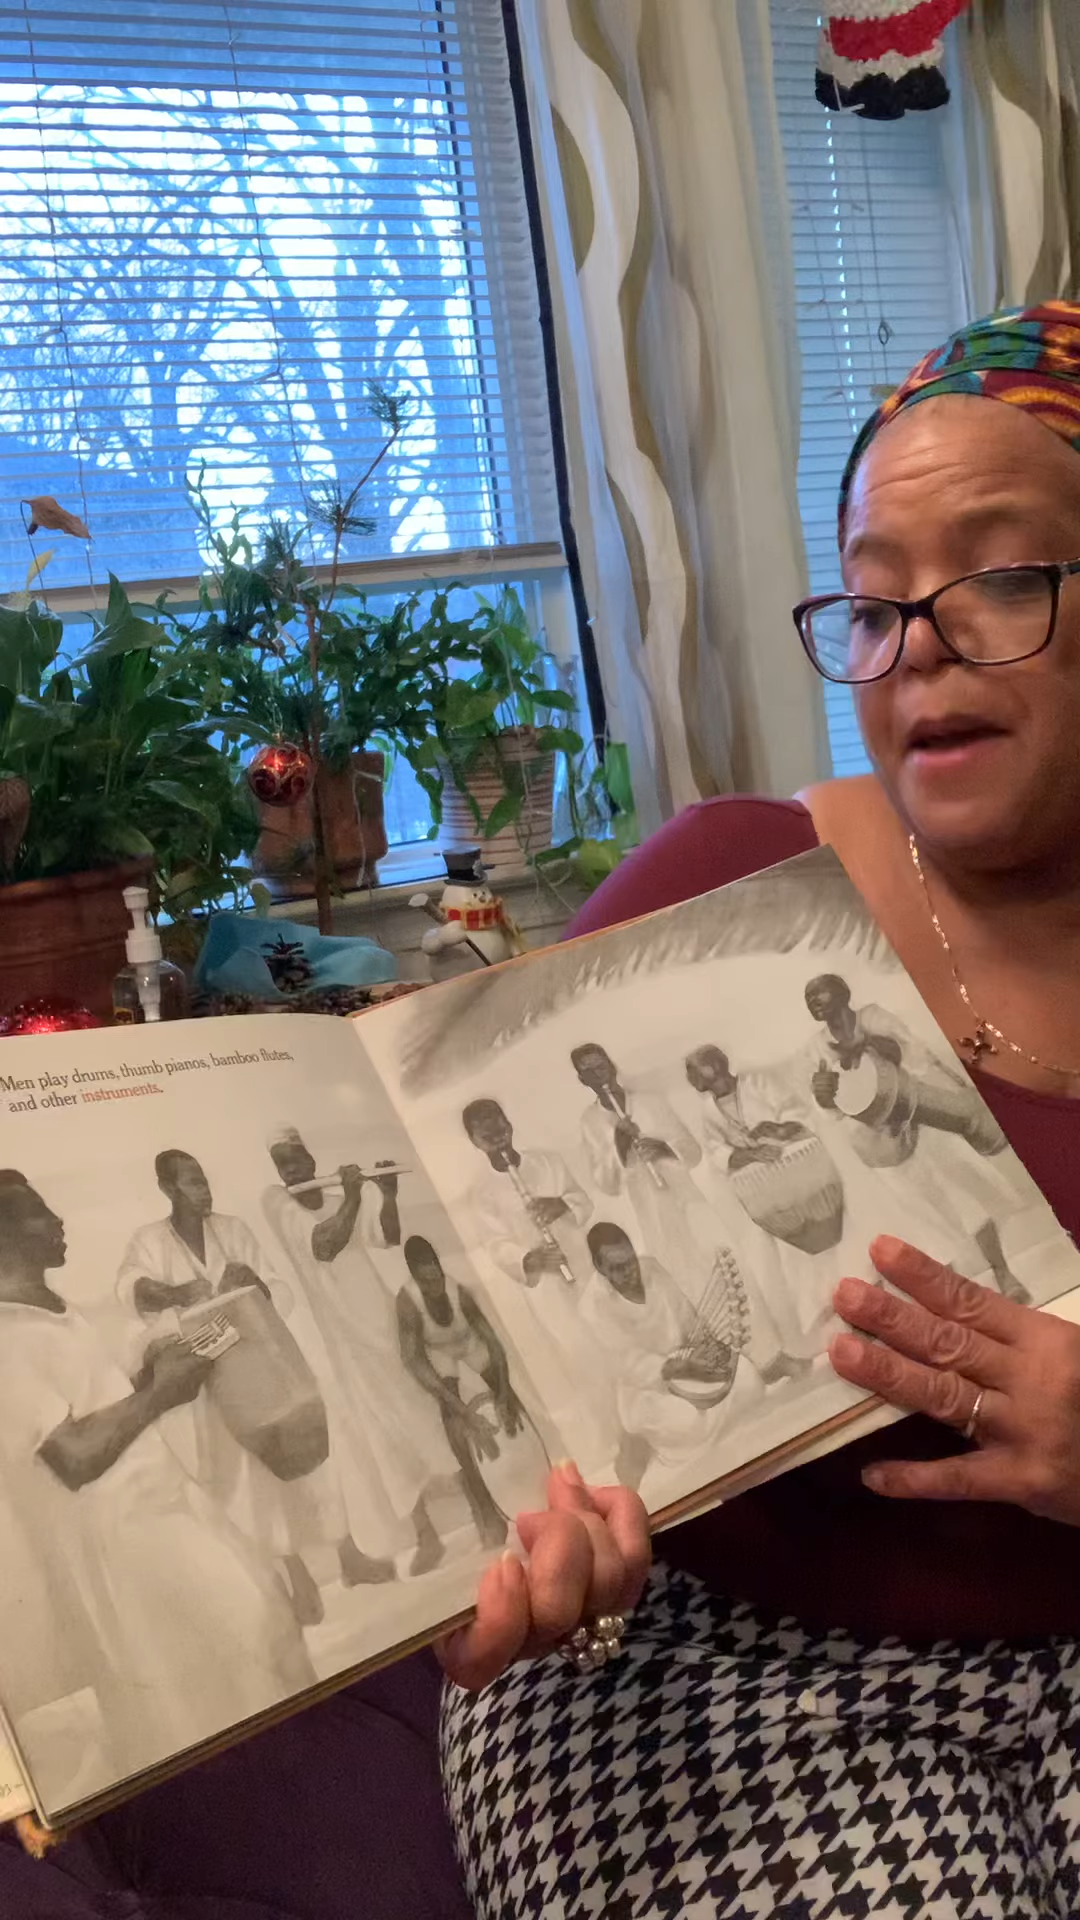 Men play drums, thumb pianos, bamboo flutes,
and other instruments.